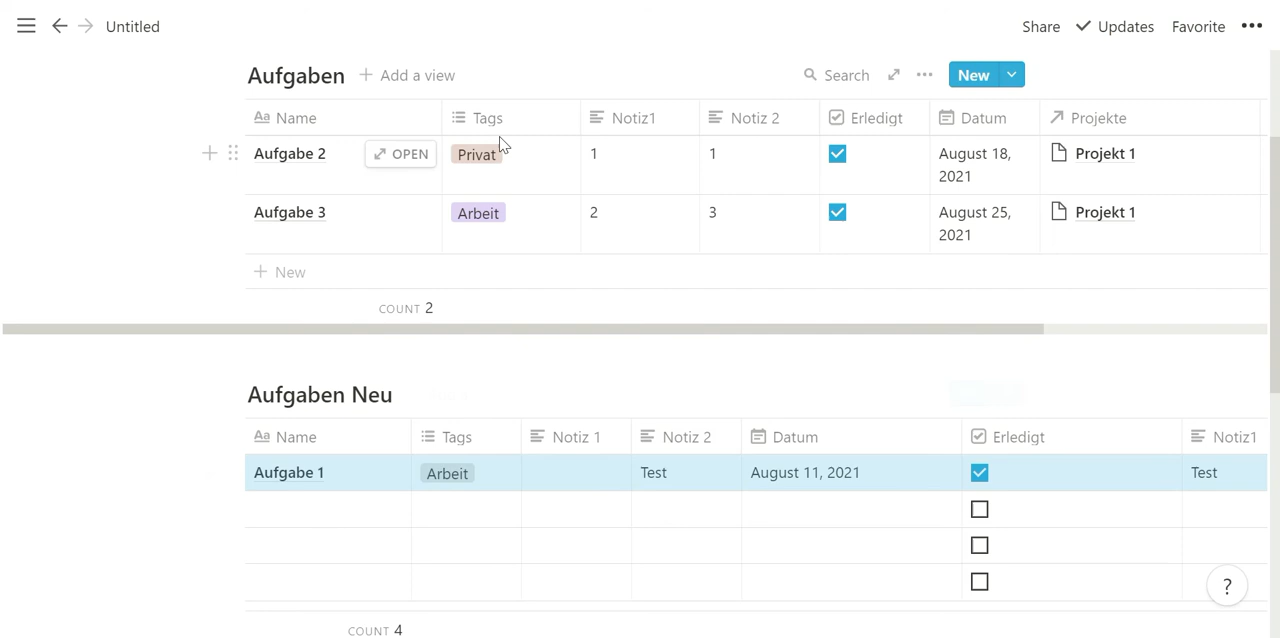 Untitled Share Updates Favorite •••
Aufgaben + Add a view Search ••• New
Aa Name Tags Notiz1 Notiz 2 Erledigt Datum Projekte
Aufgabe 2 OPEN Privat 1 1 August 18, 2021 Projekt 1
Aufgabe 3 Arbeit 2 3 August 25, 2021 Projekt 1
+ New
COUNT 2
Aufgaben Neu
Aa Name Tags Notiz 1 Notiz 2 Datum Erledigt Notiz1
Aufgabe 1 Arbeit Test August 11, 2021 Test
?
COUNT 4